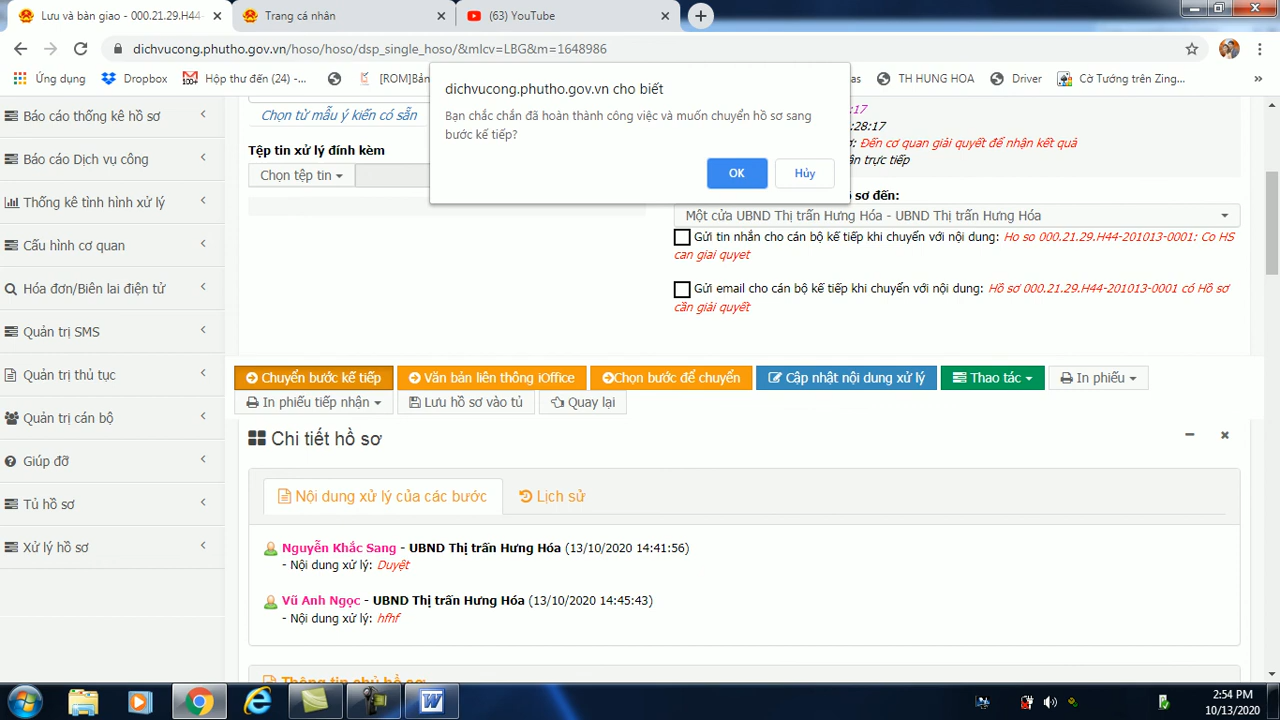 Lưu và bàn giao - 000.21.29.H44-
Trang cá nhân
(63) YouTube
dichvucong.phutho.gov.vn/hoso/hoso/dsp_single_hoso/&mlcv=LBG&m=1648986
Ứng dụng
Dropbox
Hộp thư đến (24) -...
[ROM]Bản
as
TH HUNG HOA
Driver
Cờ Tướng trên Zing...
»
dichvucong.phutho.gov.vn cho biết
Bạn chắc chắn đã hoàn thành công việc và muốn chuyển hồ sơ sang
bước kế tiếp?
OK
Hủy
Báo cáo thống kê hồ sơ
Báo cáo Dịch vụ công
Thống kê tình hình xử lý
Cấu hình cơ quan
Hóa đơn/Biên lai điện tử
Quản trị SMS
Quản trị thủ tục
Quản trị cán bộ
Giúp đỡ
Tủ hồ sơ
Xử lý hồ sơ
Chọn từ mẫu ý kiến có sẵn
Tệp tin xử lý đính kèm
Chọn tệp tin
:17
:28:17
Đến cơ quan giải quyết để nhận kết quả
trực tiếp
sơ đến:
Một cửa UBND Thị trấn Hưng Hóa - UBND Thị trấn Hưng Hóa
Gửi tin nhắn cho cán bộ kế tiếp khi chuyển với nội dung: Ho so 000.21.29.H44-201013-0001: Co HS
can giai quyet
Gửi email cho cán bộ kế tiếp khi chuyển với nội dung: Hồ sơ 000.21.29.H44-201013-0001 có Hồ sơ
cần giải quyết
Chuyển bước kế tiếp
Văn bản liên thông iOffice
Chọn bước để chuyển
Cập nhật nội dung xử lý
Thao tác
In phiếu
In phiếu tiếp nhận
Lưu hồ sơ vào tủ
Quay lại
Chi tiết hồ sơ
Nội dung xử lý của các bước
Lịch sử
Nguyễn Khắc Sang - UBND Thị trấn Hưng Hóa (13/10/2020 14:41:56)
- Nội dung xử lý: Duyệt
Vũ Anh Ngọc - UBND Thị trấn Hưng Hóa (13/10/2020 14:45:43)
- Nội dung xử lý: hfhf
Thông tin chủ hồ sơ
2:54 PM
10/13/2020